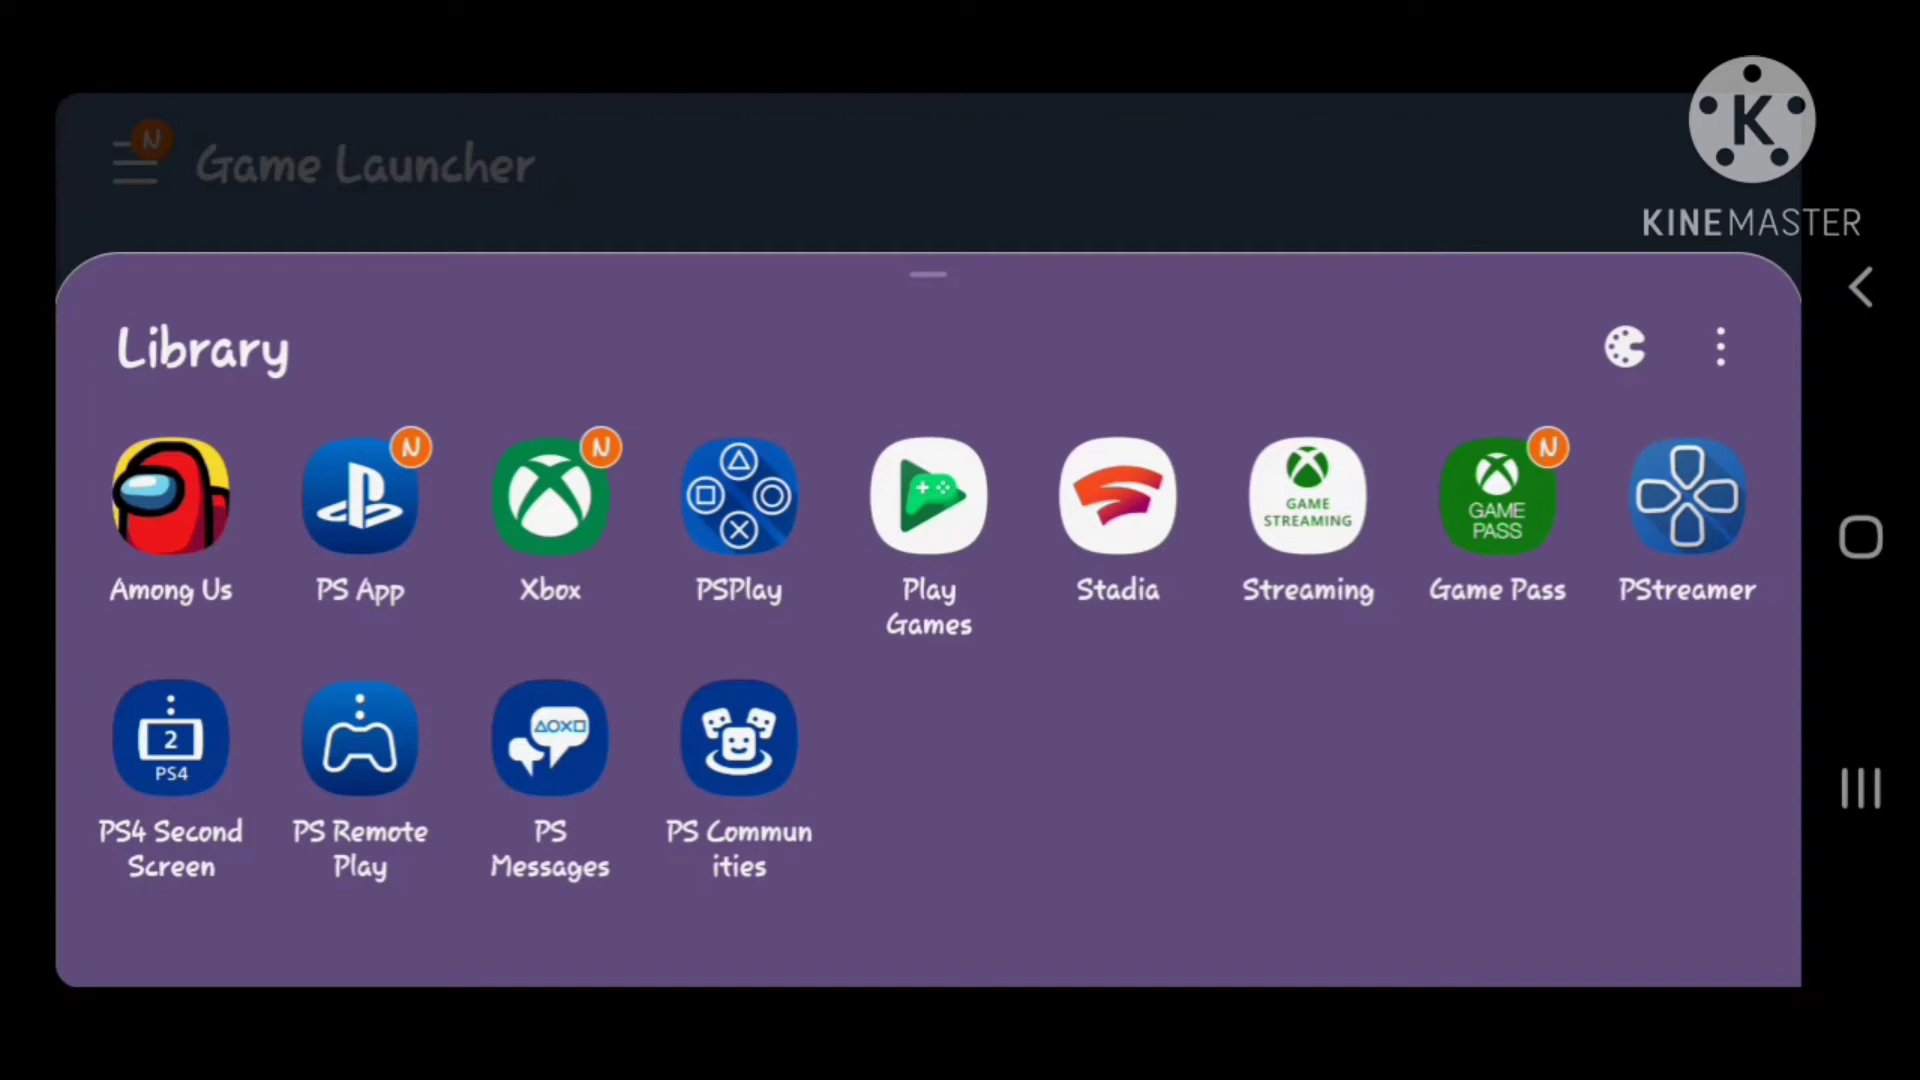 N
Game Launcher
K
KINEMASTER
Library
N
N
N
GAME
STREAMING
GAME
PASS
Among Us
PS App
Xbox
PSPlay
Play
Games
Stadia
Streaming
Game Pass
PStreamer
2
PS4
PS4 Second
Screen
PS Remote
Play
PS
Messages
PS Commun
ities